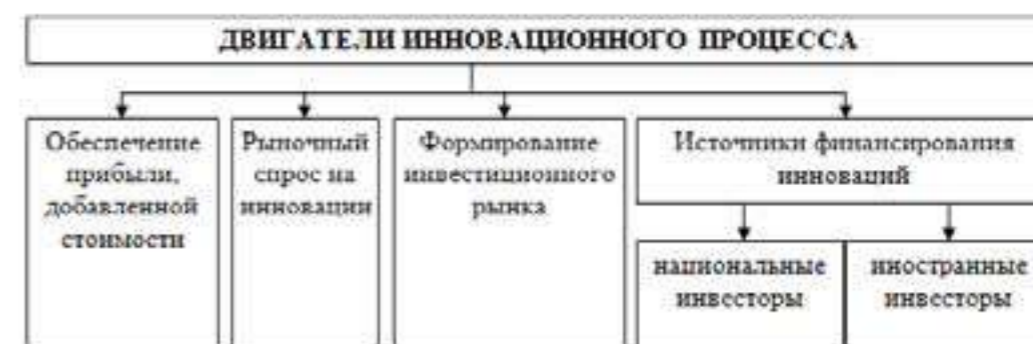 ДВИГАТЕЛИ ИННОВАЦИОННОГО ПРОЦЕССА
Обеспечение
прибыли,
добавленной
стоимости
Рыночный
спрос на
инновации
Формирование
инвестиционного
рынка
Источники финансирования
инноваций
национальные
инвесторы
иностранные
инвесторы